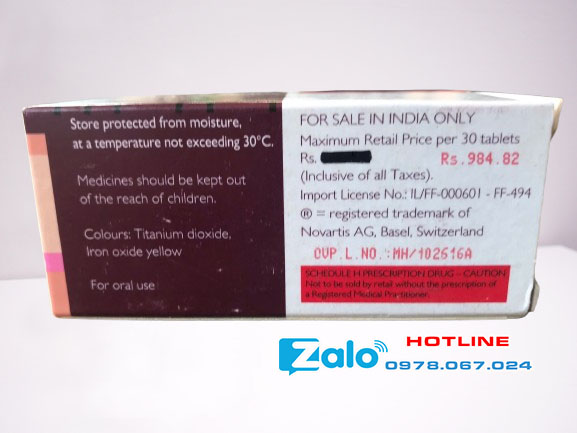 Store protected from moisture,
at a temperature not exceeding 30°C.
Medicines should be kept out
of the reach of children.
Colours: Titanium dioxide,
Iron oxide yellow
For oral use
FOR SALE IN INDIA ONLY
Maximum Retail Price per 30 tablets
Rs. Rs.984.82
(Inclusive of all Taxes).
Import License No.: IL/FF-000601 - FF-494
® = registered trademark of
Novartis AG, Basel, Switzerland
CVP.L.NO.:MH/102616A
SCHEDULE H PRESCRIPTION DRUG – CAUTION
Not to be sold by retail without the prescription of
a Registered Medical Practitioner.
Zalo HOTLINE
0978.067.024